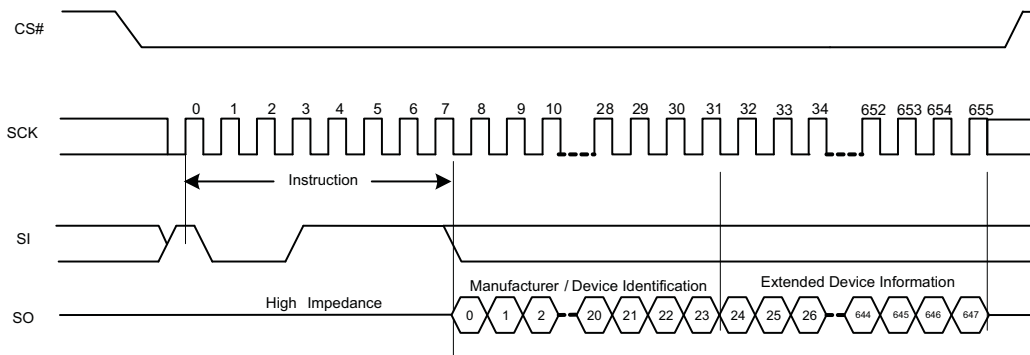 CS#
0 1 2 3 4 5 6 7 8 9 10 28 29 30 31 32 33 34 652 653 654 655
SCK
Instruction
SI
Manufacturer / Device Identification Extended Device Information
High Impedance
SO
0 1 2 20 21 22 23 24 25 26 644 645 646 647